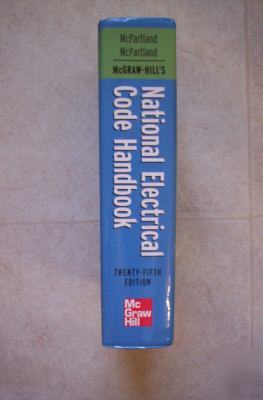 McPartland
McPartland
McGRAW-HILL'S
National Electrical
Code Handbook
TWENTY-FIFTH
EDITION
Mc
Graw
Hill